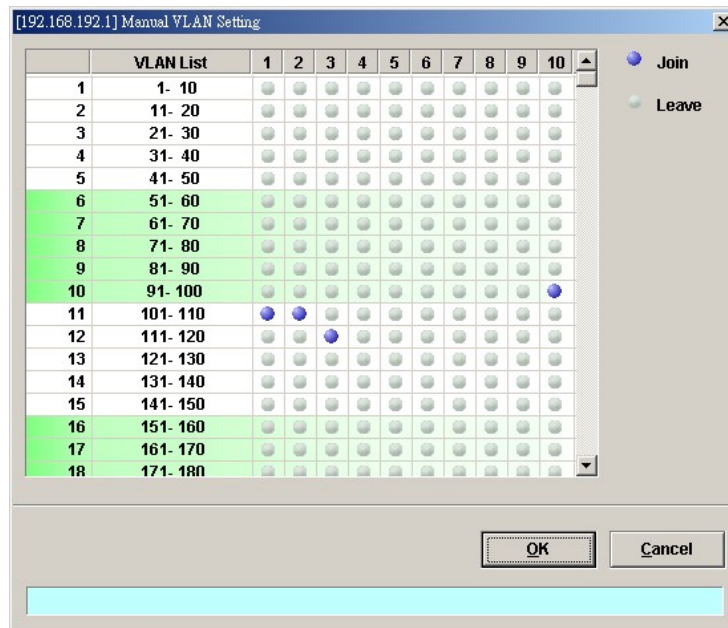 [192.168.192.1] Manual VLAN Setting
VLAN List 1 2 3 4 5 6 7 8 9 10
Join
Leave
1 1- 10
2 11- 20
3 21- 30
4 31- 40
5 41- 50
6 51- 60
7 61- 70
8 71- 80
9 81- 90
10 91- 100
11 101- 110
12 111- 120
13 121- 130
14 131- 140
15 141- 150
16 151- 160
17 161- 170
18 171- 180
OK
Cancel